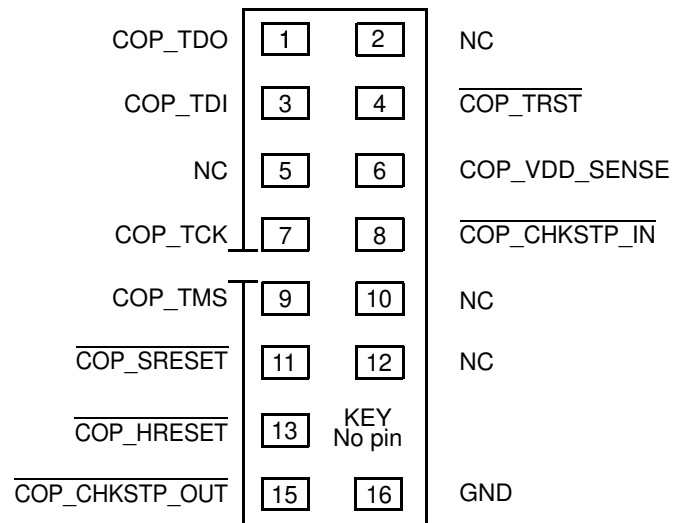 COP_TDO 1 2 NC
COP_TDI 3 4 COP_TRST
NC 5 6 COP_VDD_SENSE
COP_TCK 7 8 COP_CHKSTP_IN
COP_TMS 9 10 NC
COP_SRESET 11 12 NC
COP_HRESET 13 KEY
No pin
COP_CHKSTP_OUT 15 16 GND